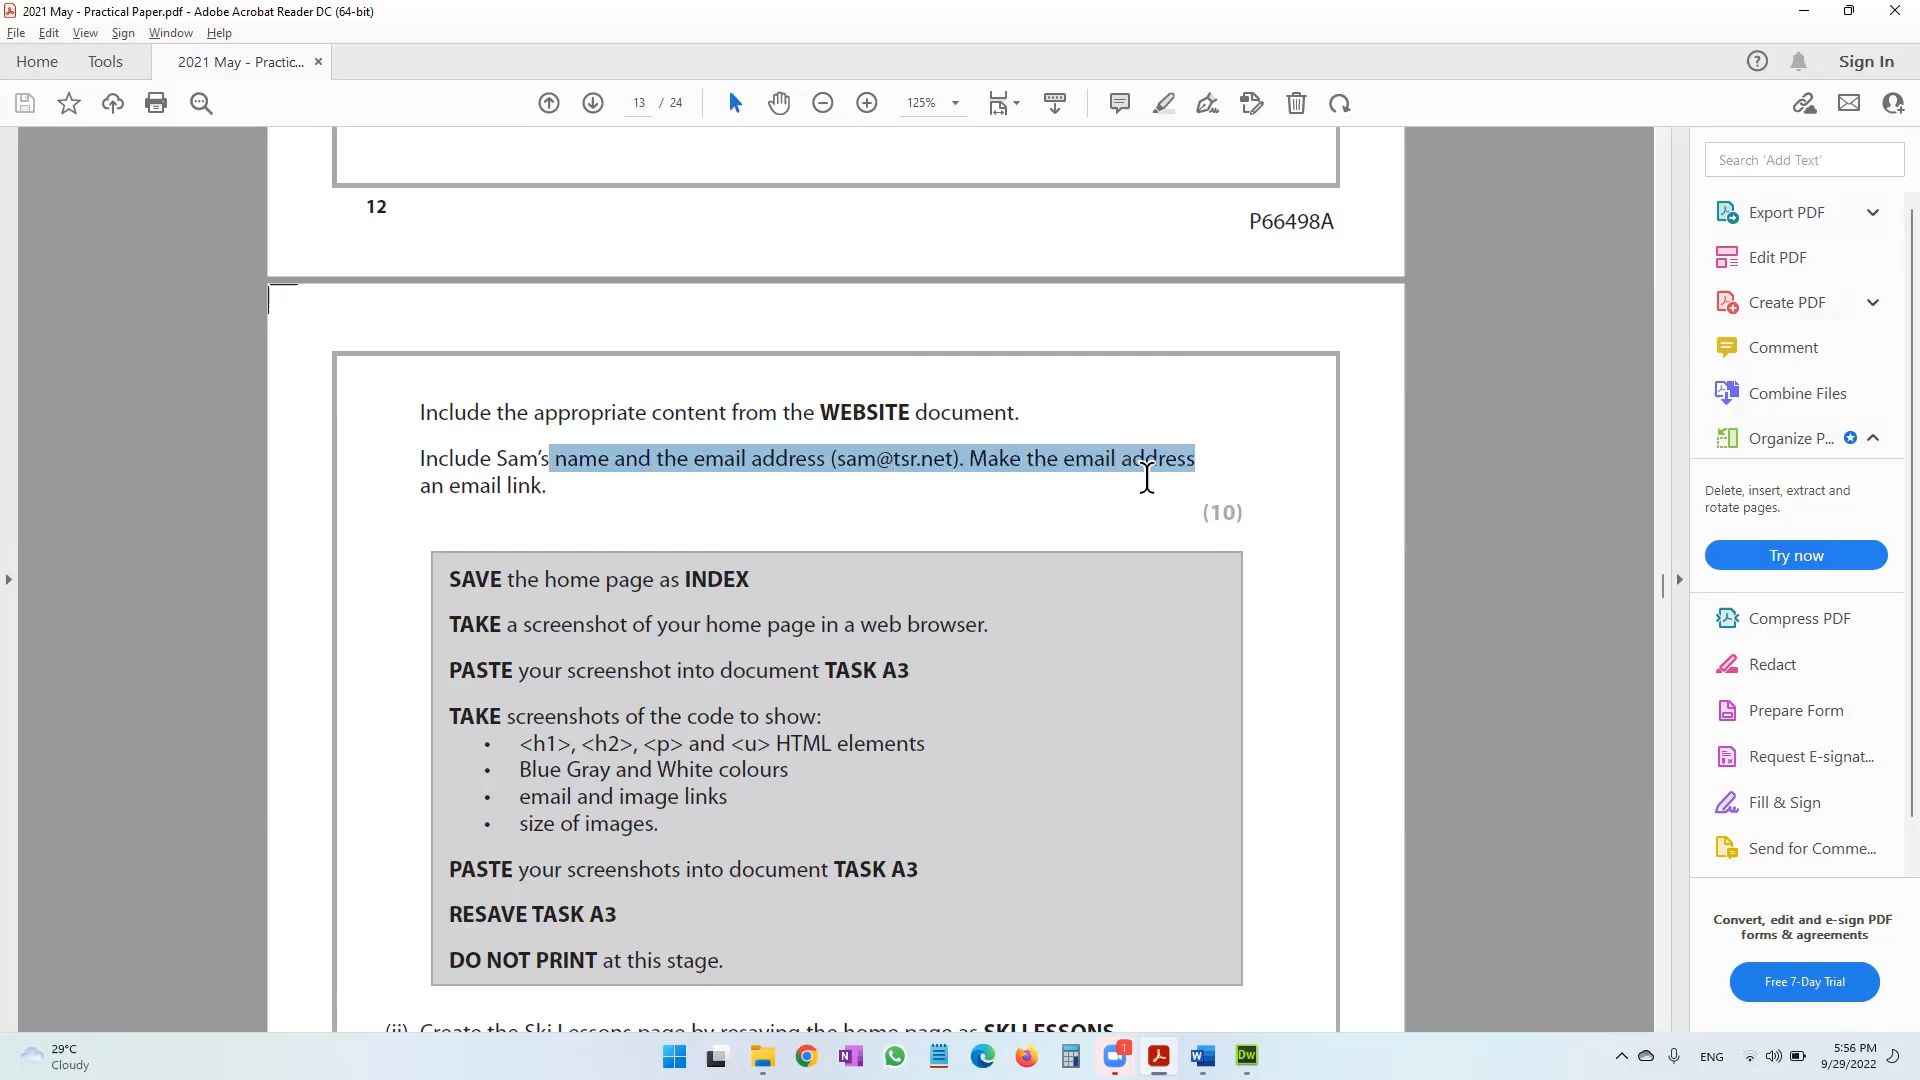 2021 May - Practical Paper.pdf - Adobe Acrobat Reader DC (64-bit)
File Edit View Sign Window Help
Home Tools 2021 May - Practic... × Sign In
13 / 24 125%
12
P66498A
Include the appropriate content from the WEBSITE document.
Include Sam’s name and the email address (sam@tsr.net). Make the email address
an email link.
(10)
SAVE the home page as INDEX
TAKE a screenshot of your home page in a web browser.
PASTE your screenshot into document TASK A3
TAKE screenshots of the code to show:
• <h1>, <h2>, <p> and <u> HTML elements
• Blue Gray and White colours
• email and image links
• size of images.
PASTE your screenshots into document TASK A3
RESAVE TASK A3
DO NOT PRINT at this stage.
(ii) Create the Ski Lessons page by resaving the home page as SKI LESSONS
Search 'Add Text'
Export PDF
Edit PDF
Create PDF
Comment
Combine Files
Organize P...
Delete, insert, extract and
rotate pages.
Try now
Compress PDF
Redact
Prepare Form
Request E-signat...
Fill & Sign
Send for Comme...
Convert, edit and e-sign PDF
forms & agreements
Free 7-Day Trial
29°C
Cloudy
1
Dw
ENG
5:56 PM
9/29/2022